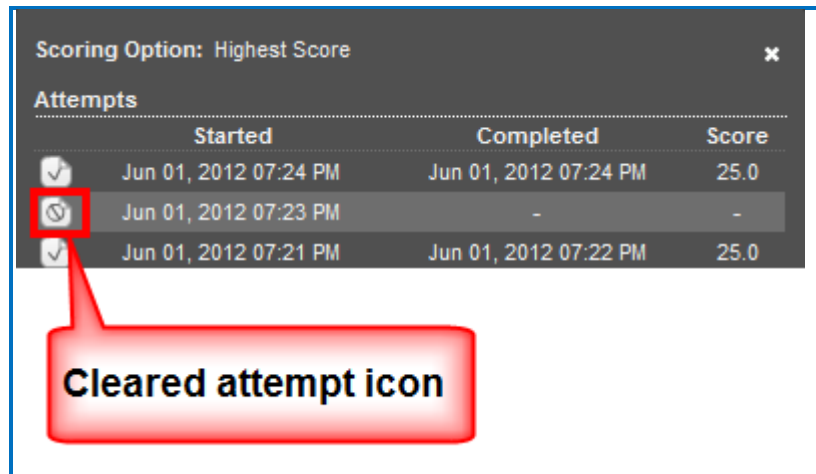 Scoring Option: Highest Score
Attempts
Started Completed Score
Jun 01, 2012 07:24 PM Jun 01, 2012 07:24 PM 25.0
Jun 01, 2012 07:23 PM - -
Jun 01, 2012 07:21 PM Jun 01, 2012 07:22 PM 25.0
Cleared attempt icon